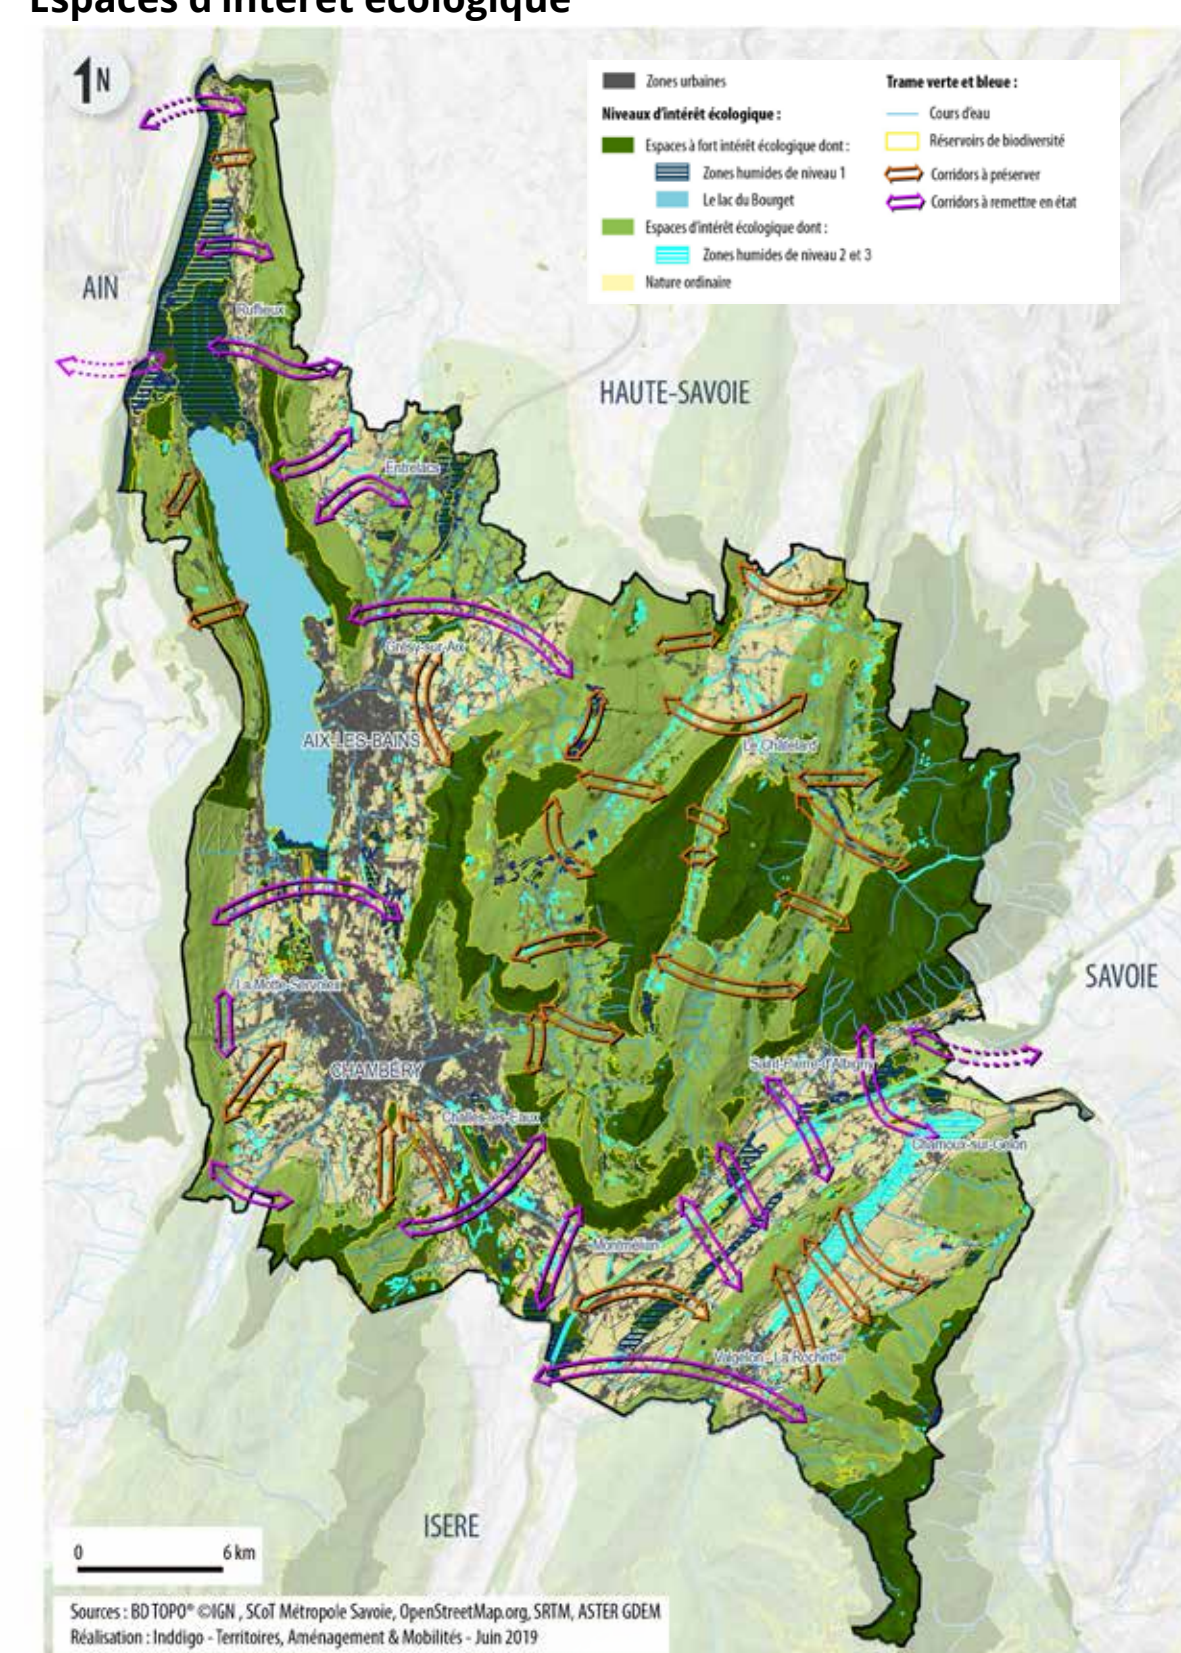 Espaces d'intérêt écologique
1N
Zones urbaines
Niveaux d'intérêt écologique :
Espaces à fort intérêt écologique dont :
Zones humides de niveau 1
Le lac du Bourget
Espaces d'intérêt écologique dont :
Zones humides de niveau 2 et 3
Nature ordinaire
Trame verte et bleue :
Cours d'eau
Réservoirs de biodiversité
Corridors à préserver
Corridors à remettre en état
AIN
Ruffieux
HAUTE-SAVOIE
Entrelacs
Grésy-sur-Aix
AIX-LES-BAINS
Le Châtelard
La Motte-Servolex
SAVOIE
CHAMBÉRY
Saint-Pierre-d'Albigny
Challes-les-Eaux
Chamoux-sur-Gelon
Montmélian
Valgelon - La Rochette
ISERE
0 6 km
Sources : BD TOPO® ©IGN , SCoT Métropole Savoie, OpenStreetMap.org, SRTM, ASTER GDEM
Réalisation : Inddigo - Territoires, Aménagement & Mobilités - Juin 2019